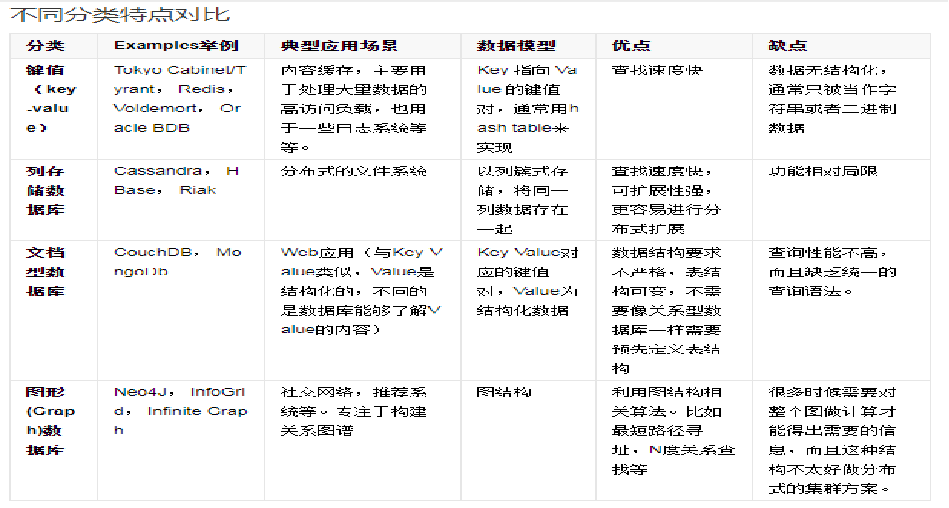 不同分类特点对比
分类
Examples举例
典型应用场景
数据模型
优点
缺点
键值
（key
-valu
e）
Tokyo Cabinet/T
yrant， Redis，
Voldemort， Or
acle BDB
内容缓存，主要用
于处理大量数据的
高访问负载，也用
于一些日志系统等
等。
Key 指向 Va
lue 的键值
对，通常用h
ash table来
实现
查找速度快
数据无结构化，
通常只被当作字
符串或者二进制
数据
列存
储数
据库
Cassandra， H
Base， Riak
分布式的文件系统
以列簇式存
储，将同一
列数据存在
一起
查找速度快，
可扩展性强，
更容易进行分
布式扩展
功能相对局限
文档
型数
据库
CouchDB， Mo
ngoDb
Web应用（与Key V
alue类似，Value是
结构化的，不同的
是数据库能够了解V
alue的内容）
Key Value对
应的键值
对，Value为
结构化数据
数据结构要求
不严格，表结
构可变，不需
要像关系型数
据库一样需要
预先定义表结
构
查询性能不高，
而且缺乏统一的
查询语法。
图形
(Grap
h)数
据库
Neo4J， InfoGri
d， Infinite Grap
h
社交网络，推荐系
统等。专注于构建
关系图谱
图结构
利用图结构相
关算法。比如
最短路径寻
址，N度关系查
找等
很多时候需要对
整个图做计算才
能得出需要的信
息，而且这种结
构不太好做分布
式的集群方案。